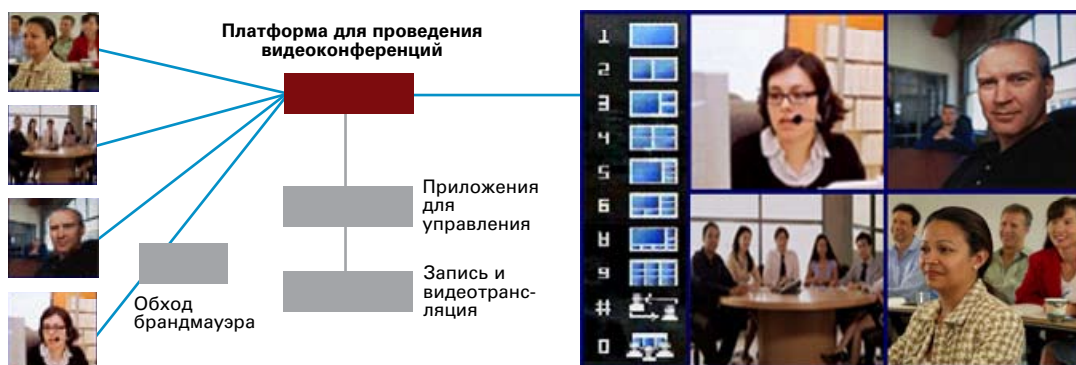 Платформа для проведения
видеоконференций
Приложения
для
управления
Запись и
видеотранс-
ляция
Обход
брандмауэра
1
2
3
4
5
6
8
9
#
0